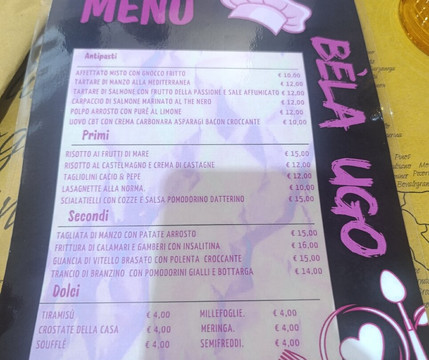 MENU
BÉLA UGO
Antipasti
AFFETTATO MISTO CON GNOCCO FRITTO € 10,00
TARTARE DI MANZO ALLA MEDITERRANEA € 12,00
TARTARE DI SALMONE CON FRUTTO DELLA PASSIONE E SALE AFFUMICATO € 12,00
CARPACCIO DI SALMONE MARINATO AL THE NERO € 12,00
POLPO ARROSTO CON PURÈ AL LIMONE € 12,00
UOVO CBT CON CREMA CARBONARA ASPARAGI BACON CROCCANTE € 10,00
Primi
RISOTTO AI FRUTTI DI MARE € 15,00
RISOTTO AL CASTELMAGNO E CREMA DI CASTAGNE € 12,00
TAGLIOLINI CACIO & PEPE € 12,00
LASAGNETTE ALLA NORMA. € 10,00
SCIALATIELLI CON COZZE E SALSA POMODORINO DATTERINO € 15,00
Secondi
TAGLIATA DI MANZO CON PATATE ARROSTO € 15,00
FRITTURA DI CALAMARI E GAMBERI CON INSALATINA € 16,00
GUANCIA DI VITELLO BRASATO CON POLENTA CROCCANTE € 15,00
TRANCIO DI BRANZINO CON POMODORINI GIALLI E BOTTARGA € 14,00
Dolci
TIRAMISÙ € 4,00 MILLEFOGLIE. € 4,00
CROSTATE DELLA CASA € 4,00 MERINGA. € 4,00
SOUFFLÈ € 4,00 SEMIFREDDI. € 4,00